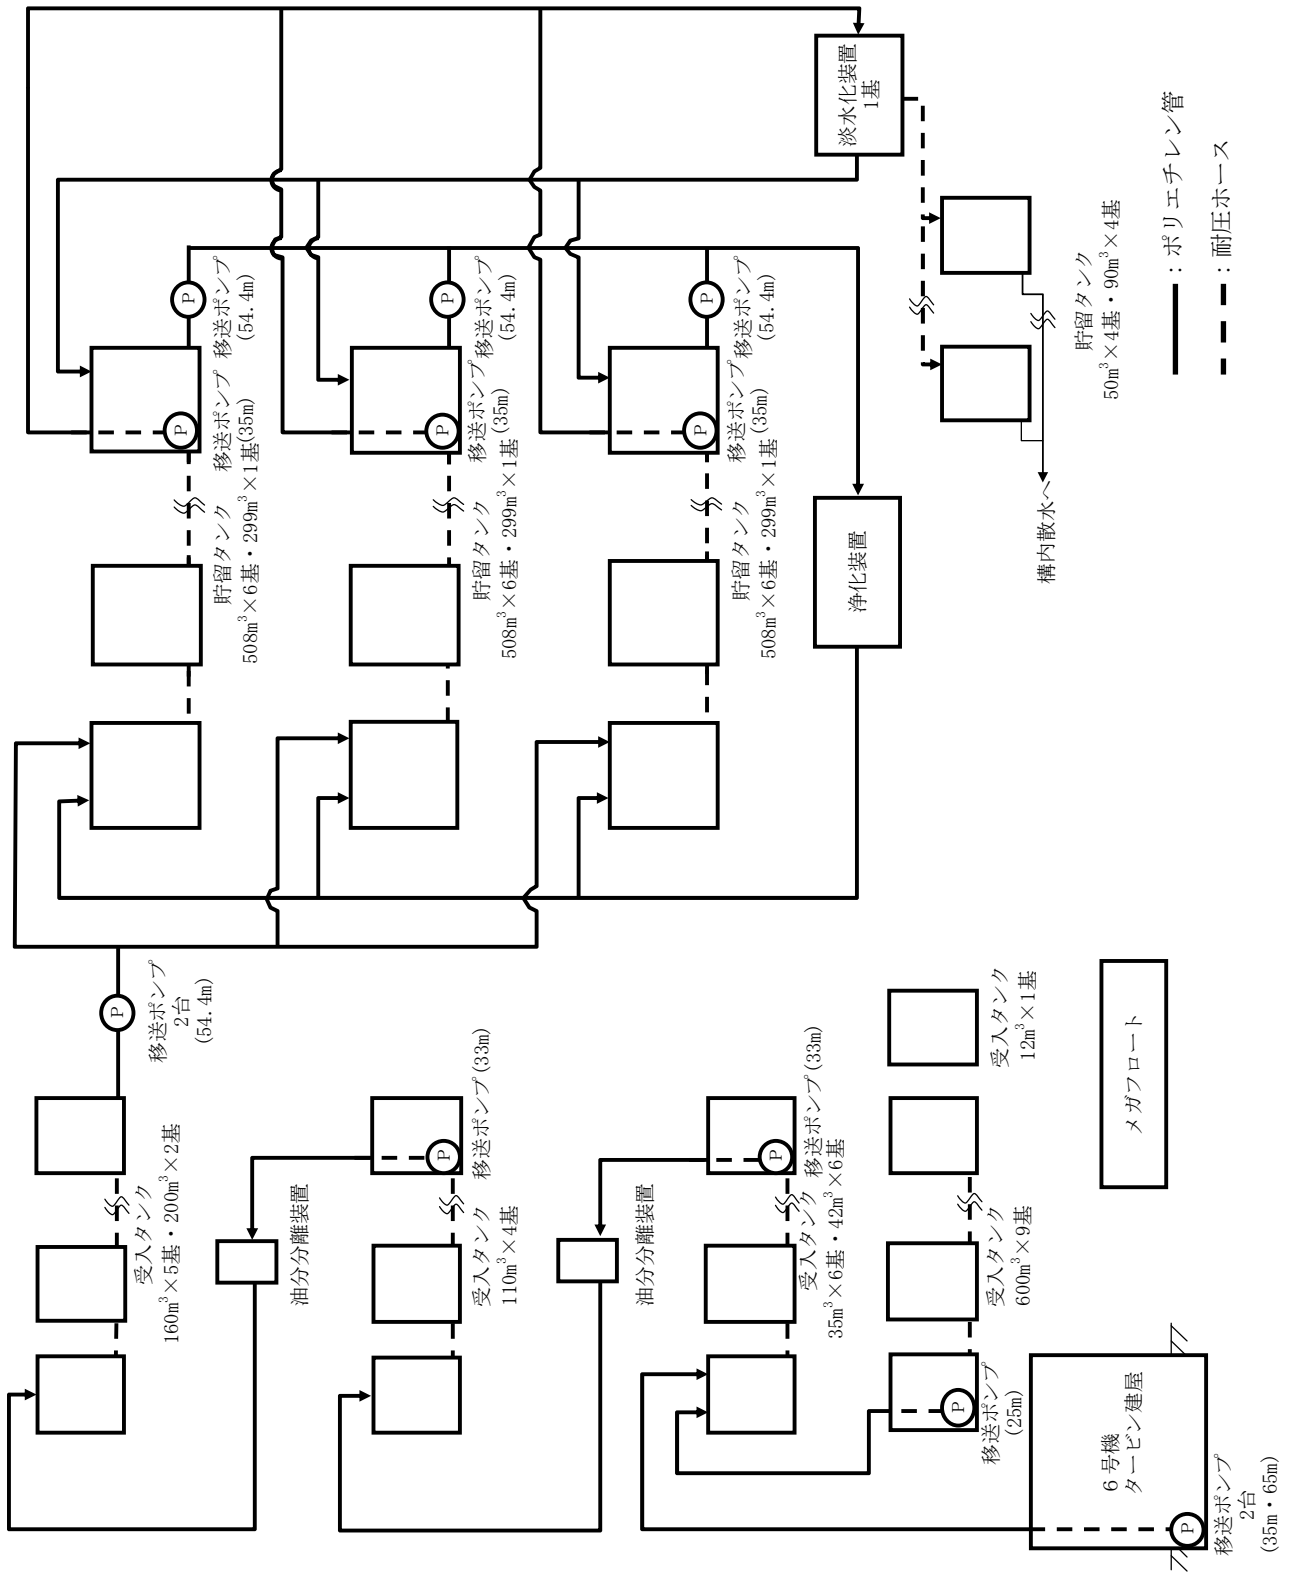 P
移送ポンプ
2台
(54.4m)
受入タンク
160m³×5基・200m³×2基
油分分離装置
P
移送ポンプ(33m)
受入タンク
110m³×4基
油分分離装置
P
移送ポンプ(33m)
受入タンク
35m³×6基・42m³×6基
P
移送ポンプ
(25m)
受入タンク
600m³×9基
受入タンク
12m³×1基
6号機
タービン建屋
P
移送ポンプ
2台
(35m・65m)
メガフロート
P
P
貯留タンク
508m³×6基・299m³×1基
移送ポンプ
(35m)
移送ポンプ
(54.4m)
P
P
貯留タンク
508m³×6基・299m³×1基
移送ポンプ
(35m)
移送ポンプ
(54.4m)
P
P
貯留タンク
508m³×6基・299m³×1基
移送ポンプ
(35m)
移送ポンプ
(54.4m)
浄化装置
淡水化装置
1基
構内散水へ
貯留タンク
50m³×4基・90m³×4基
：ポリエチレン管
：耐圧ホース